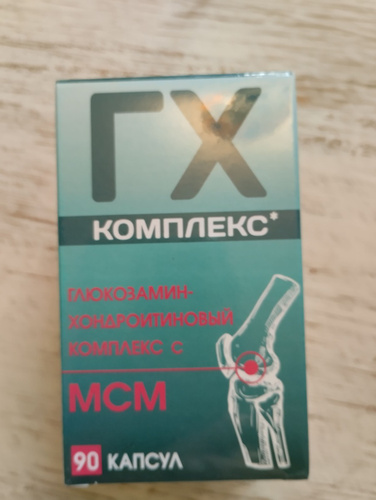 ГХ
КОМПЛЕКС*
ГЛЮКОЗАМИН-
ХОНДРОИТИНОВЫЙ
КОМПЛЕКС С
МСМ
90 КАПСУЛ